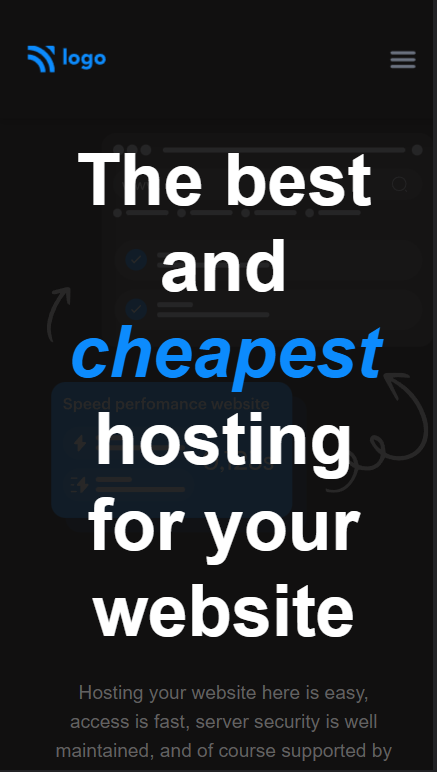 logo
The best
and
cheapest
Speed perfomance website
hosting
for your
website
Hosting your website here is easy,
access is fast, server security is well
maintained, and of course supported by